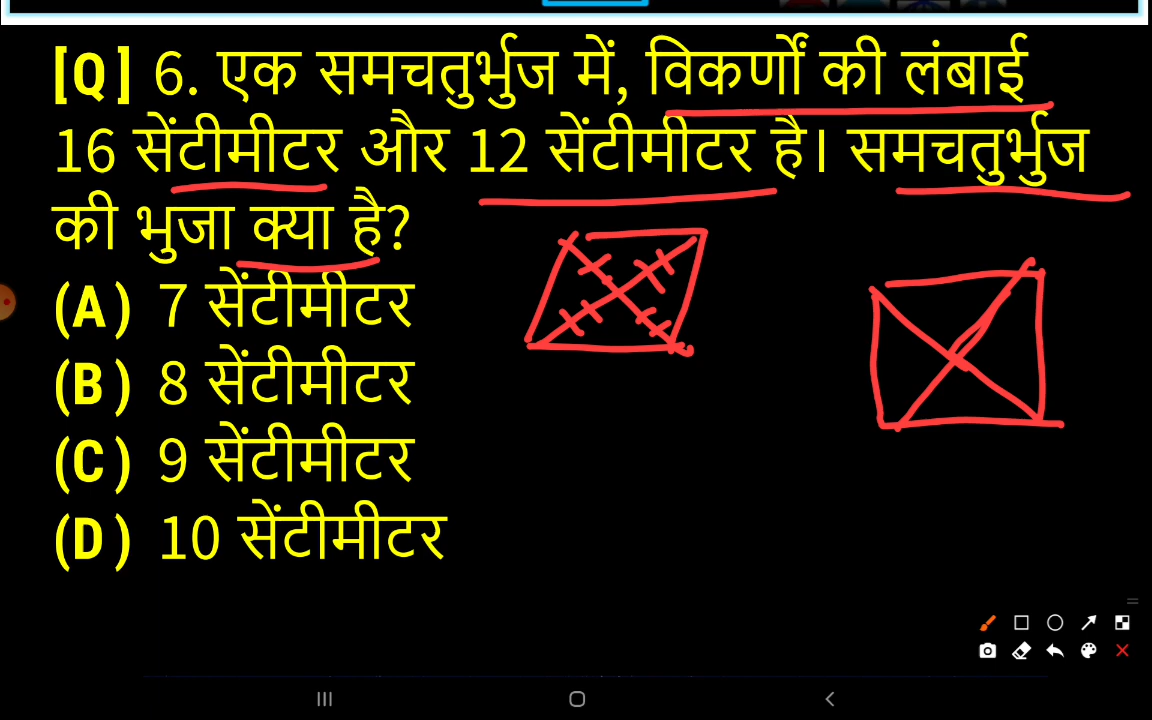 [Q] 6. एक समचतुर्भुज में, विकर्णों की लंबाई
16 सेंटीमीटर और 12 सेंटीमीटर है। समचतुर्भुज
की भुजा क्या है?
(A) 7 सेंटीमीटर
(B) 8 सेंटीमीटर
(C) 9 सेंटीमीटर
(D) 10 सेंटीमीटर